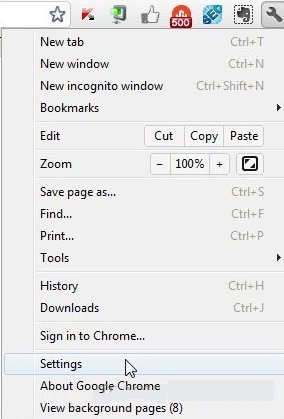 500
New tab Ctrl+T
New window Ctrl+N
New incognito window Ctrl+Shift+N
Bookmarks
Edit Cut Copy Paste
Zoom − 100% +
Save page as... Ctrl+S
Find... Ctrl+F
Print... Ctrl+P
Tools
History Ctrl+H
Downloads Ctrl+J
Sign in to Chrome...
Settings
About Google Chrome
View background pages (8)